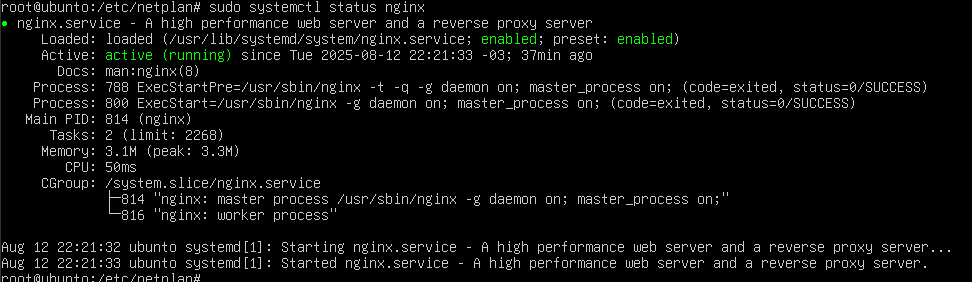 root@ubunto:/etc/netplan# sudo systemctl status nginx
● nginx.service - A high performance web server and a reverse proxy server
Loaded: loaded (/usr/lib/systemd/system/nginx.service; enabled; preset: enabled)
Active: active (running) since Tue 2025-08-12 22:21:33 -03; 37min ago
Docs: man:nginx(8)
Process: 788 ExecStartPre=/usr/sbin/nginx -t -q -g daemon on; master_process on; (code=exited, status=0/SUCCESS)
Process: 800 ExecStart=/usr/sbin/nginx -g daemon on; master_process on; (code=exited, status=0/SUCCESS)
Main PID: 814 (nginx)
Tasks: 2 (limit: 2268)
Memory: 3.1M (peak: 3.3M)
CPU: 50ms
CGroup: /system.slice/nginx.service
├─814 "nginx: master process /usr/sbin/nginx -g daemon on; master_process on;"
└─816 "nginx: worker process"
Aug 12 22:21:32 ubunto systemd[1]: Starting nginx.service - A high performance web server and a reverse proxy server...
Aug 12 22:21:33 ubunto systemd[1]: Started nginx.service - A high performance web server and a reverse proxy server.
root@ubunto:/etc/netplan#